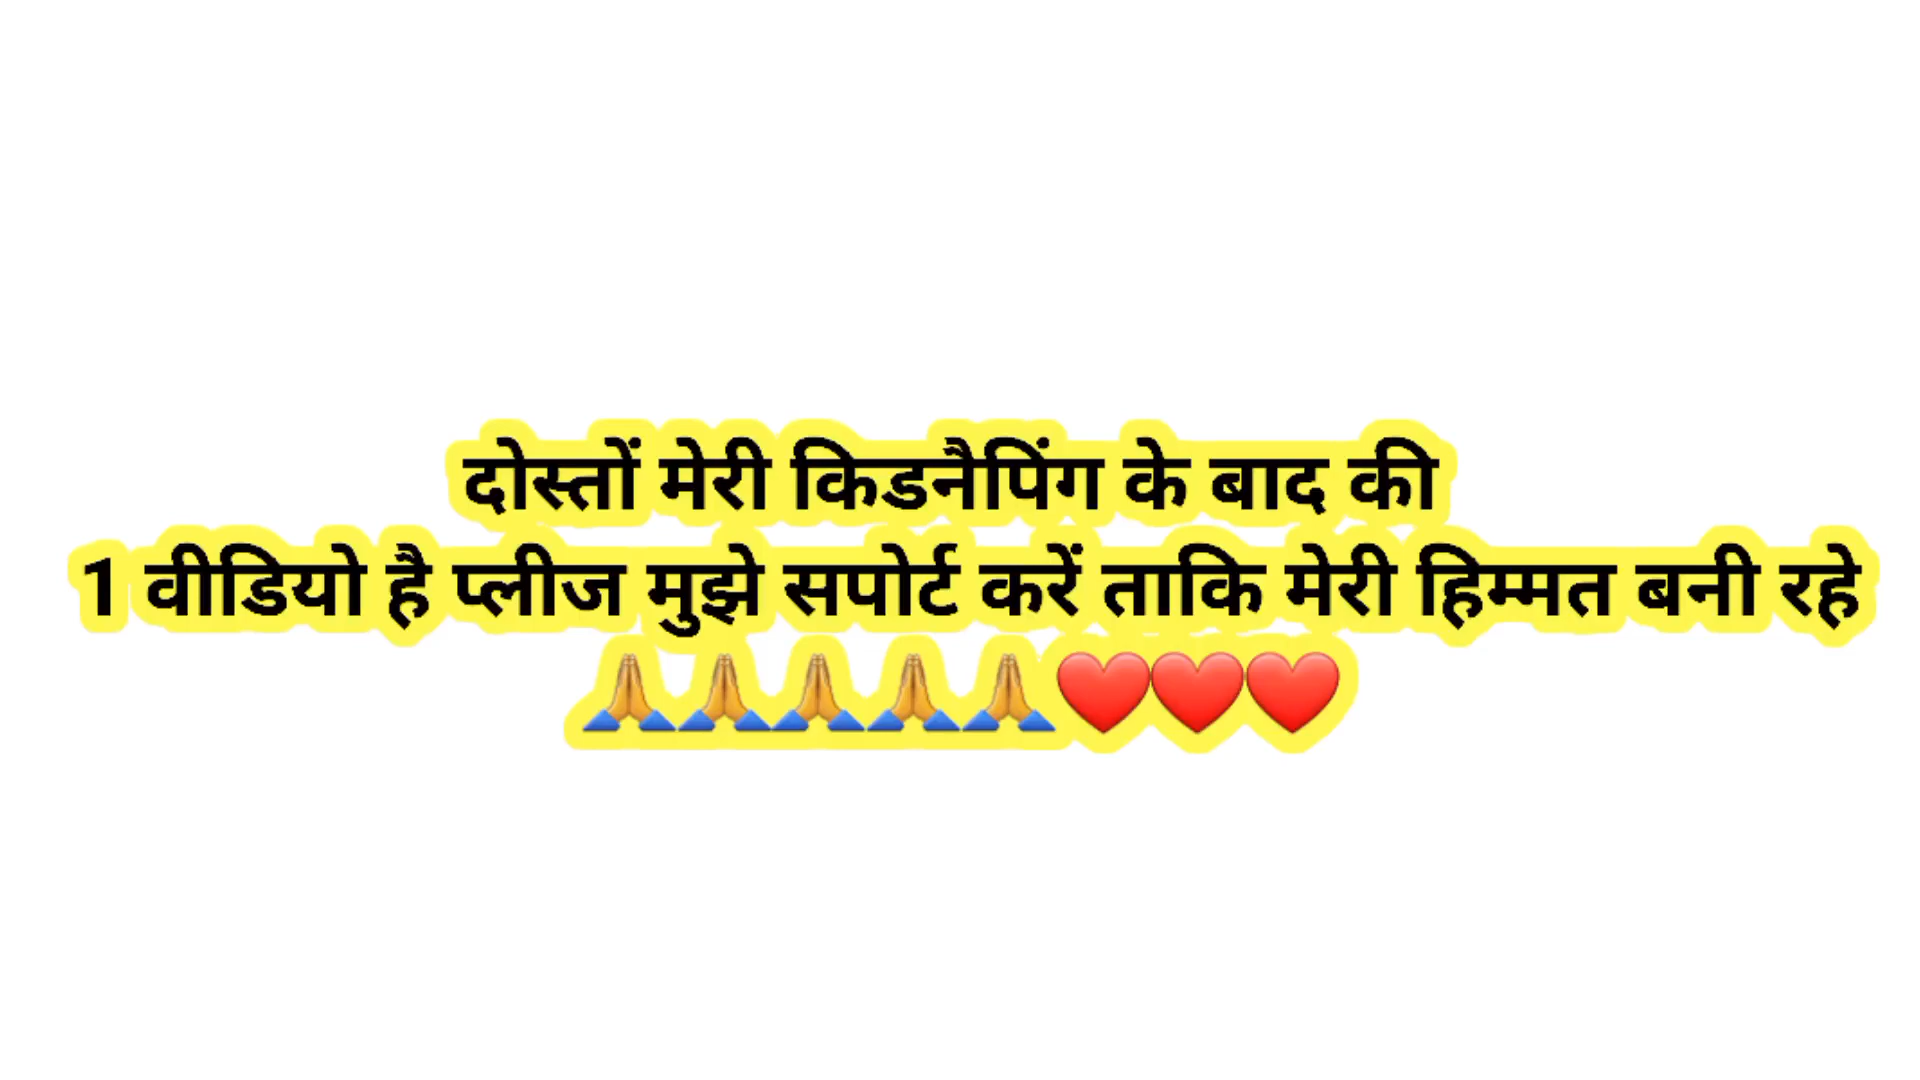 दोस्तों मेरी किडनैपिंग के बाद की
1 वीडियो है प्लीज मुझे सपोर्ट करें ताकि मेरी हिम्मत बनी रहे
🙏🙏🙏🙏🙏❤️❤️❤️